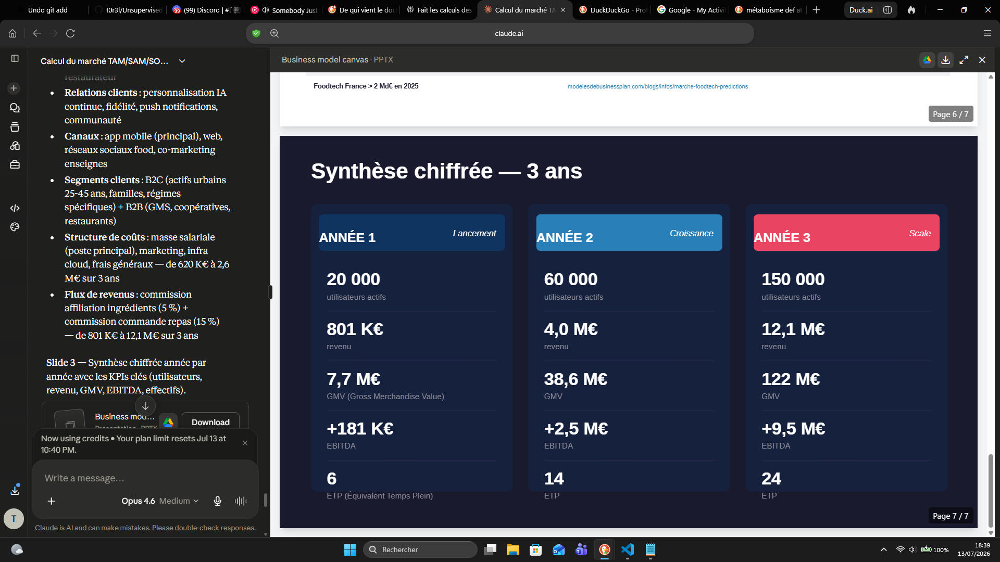 Undo git add
t0r3l/Unsupervised
(99) Discord | #
Somebody Just
De qui vient le doc
Fait les calculs des
Calcul du marché TA
DuckDuckGo - Pro
Google - My Activi
métaboisme def at
Duck.ai
claude.ai
Calcul du marché TAM/SAM/SO...
restaurateur
Relations clients : personnalisation IA
continue, fidélité, push notifications,
communauté
Canaux : app mobile (principal), web,
réseaux sociaux food, co-marketing
enseignes
Segments clients : B2C (actifs urbains
25-45 ans, familles, régimes
spécifiques) + B2B (GMS, coopératives,
restaurants)
Structure de coûts : masse salariale
(poste principal), marketing, infra
cloud, frais généraux — de 620 K€ à 2,6
M€ sur 3 ans
Flux de revenus : commission
affiliation ingrédients (5 %) +
commission commande repas (15 %)
— de 801 K€ à 12,1 M€ sur 3 ans
Slide 3 — Synthèse chiffrée année par
année avec les KPIs clés (utilisateurs,
revenu, GMV, EBITDA, effectifs).
Business mod...
Presentation · PPTX
Download
Now using credits • Your plan limit resets Jul 13 at
10:40 PM.
Write a message...
Opus 4.6 Medium
T
Claude is AI and can make mistakes. Please double-check responses.
Business model canvas · PPTX
Foodtech France > 2 Md€ en 2025
modelesdebusinessplan.com/blogs/infos/marche-foodtech-predictions
Page 6 / 7
Synthèse chiffrée — 3 ans
ANNÉE 1
Lancement
20 000
utilisateurs actifs
801 K€
revenu
7,7 M€
GMV (Gross Merchandise Value)
+181 K€
EBITDA
6
ETP (Équivalent Temps Plein)
ANNÉE 2
Croissance
60 000
utilisateurs actifs
4,0 M€
revenu
38,6 M€
GMV
+2,5 M€
EBITDA
14
ETP
ANNÉE 3
Scale
150 000
utilisateurs actifs
12,1 M€
revenu
122 M€
GMV
+9,5 M€
EBITDA
24
ETP
Page 7 / 7
Rechercher
100%
18:39
13/07/2026